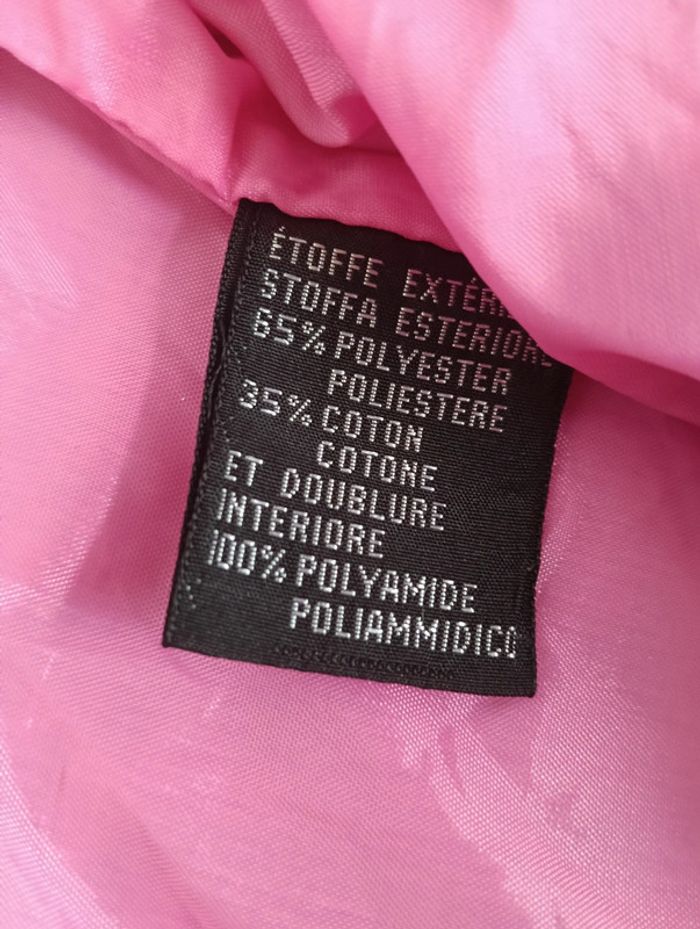 ÉTOFFE EXTÉR
STOFFA ESTERIORE
65% POLYESTER
POLIESTERE
35% COTON
COTONE
ET DOUBLURE
INTERIORE
100% POLYAMIDE
POLIAMMIDICO